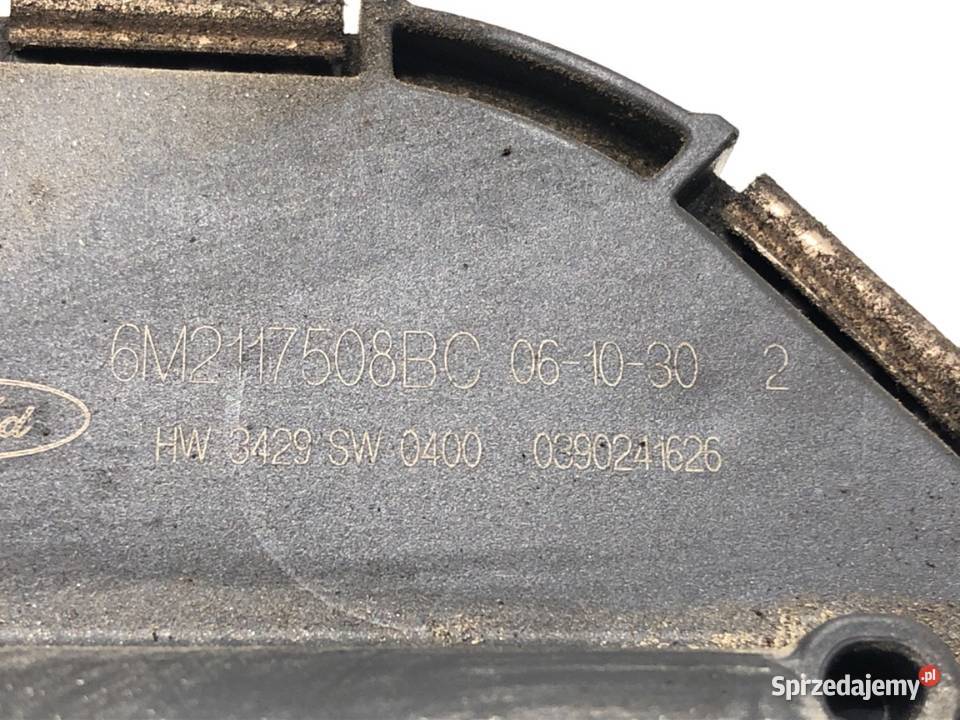 6M2117508BC 06-10-30 2
HW 3429 SW 0400 0390241626
Sprzedajemy.pl